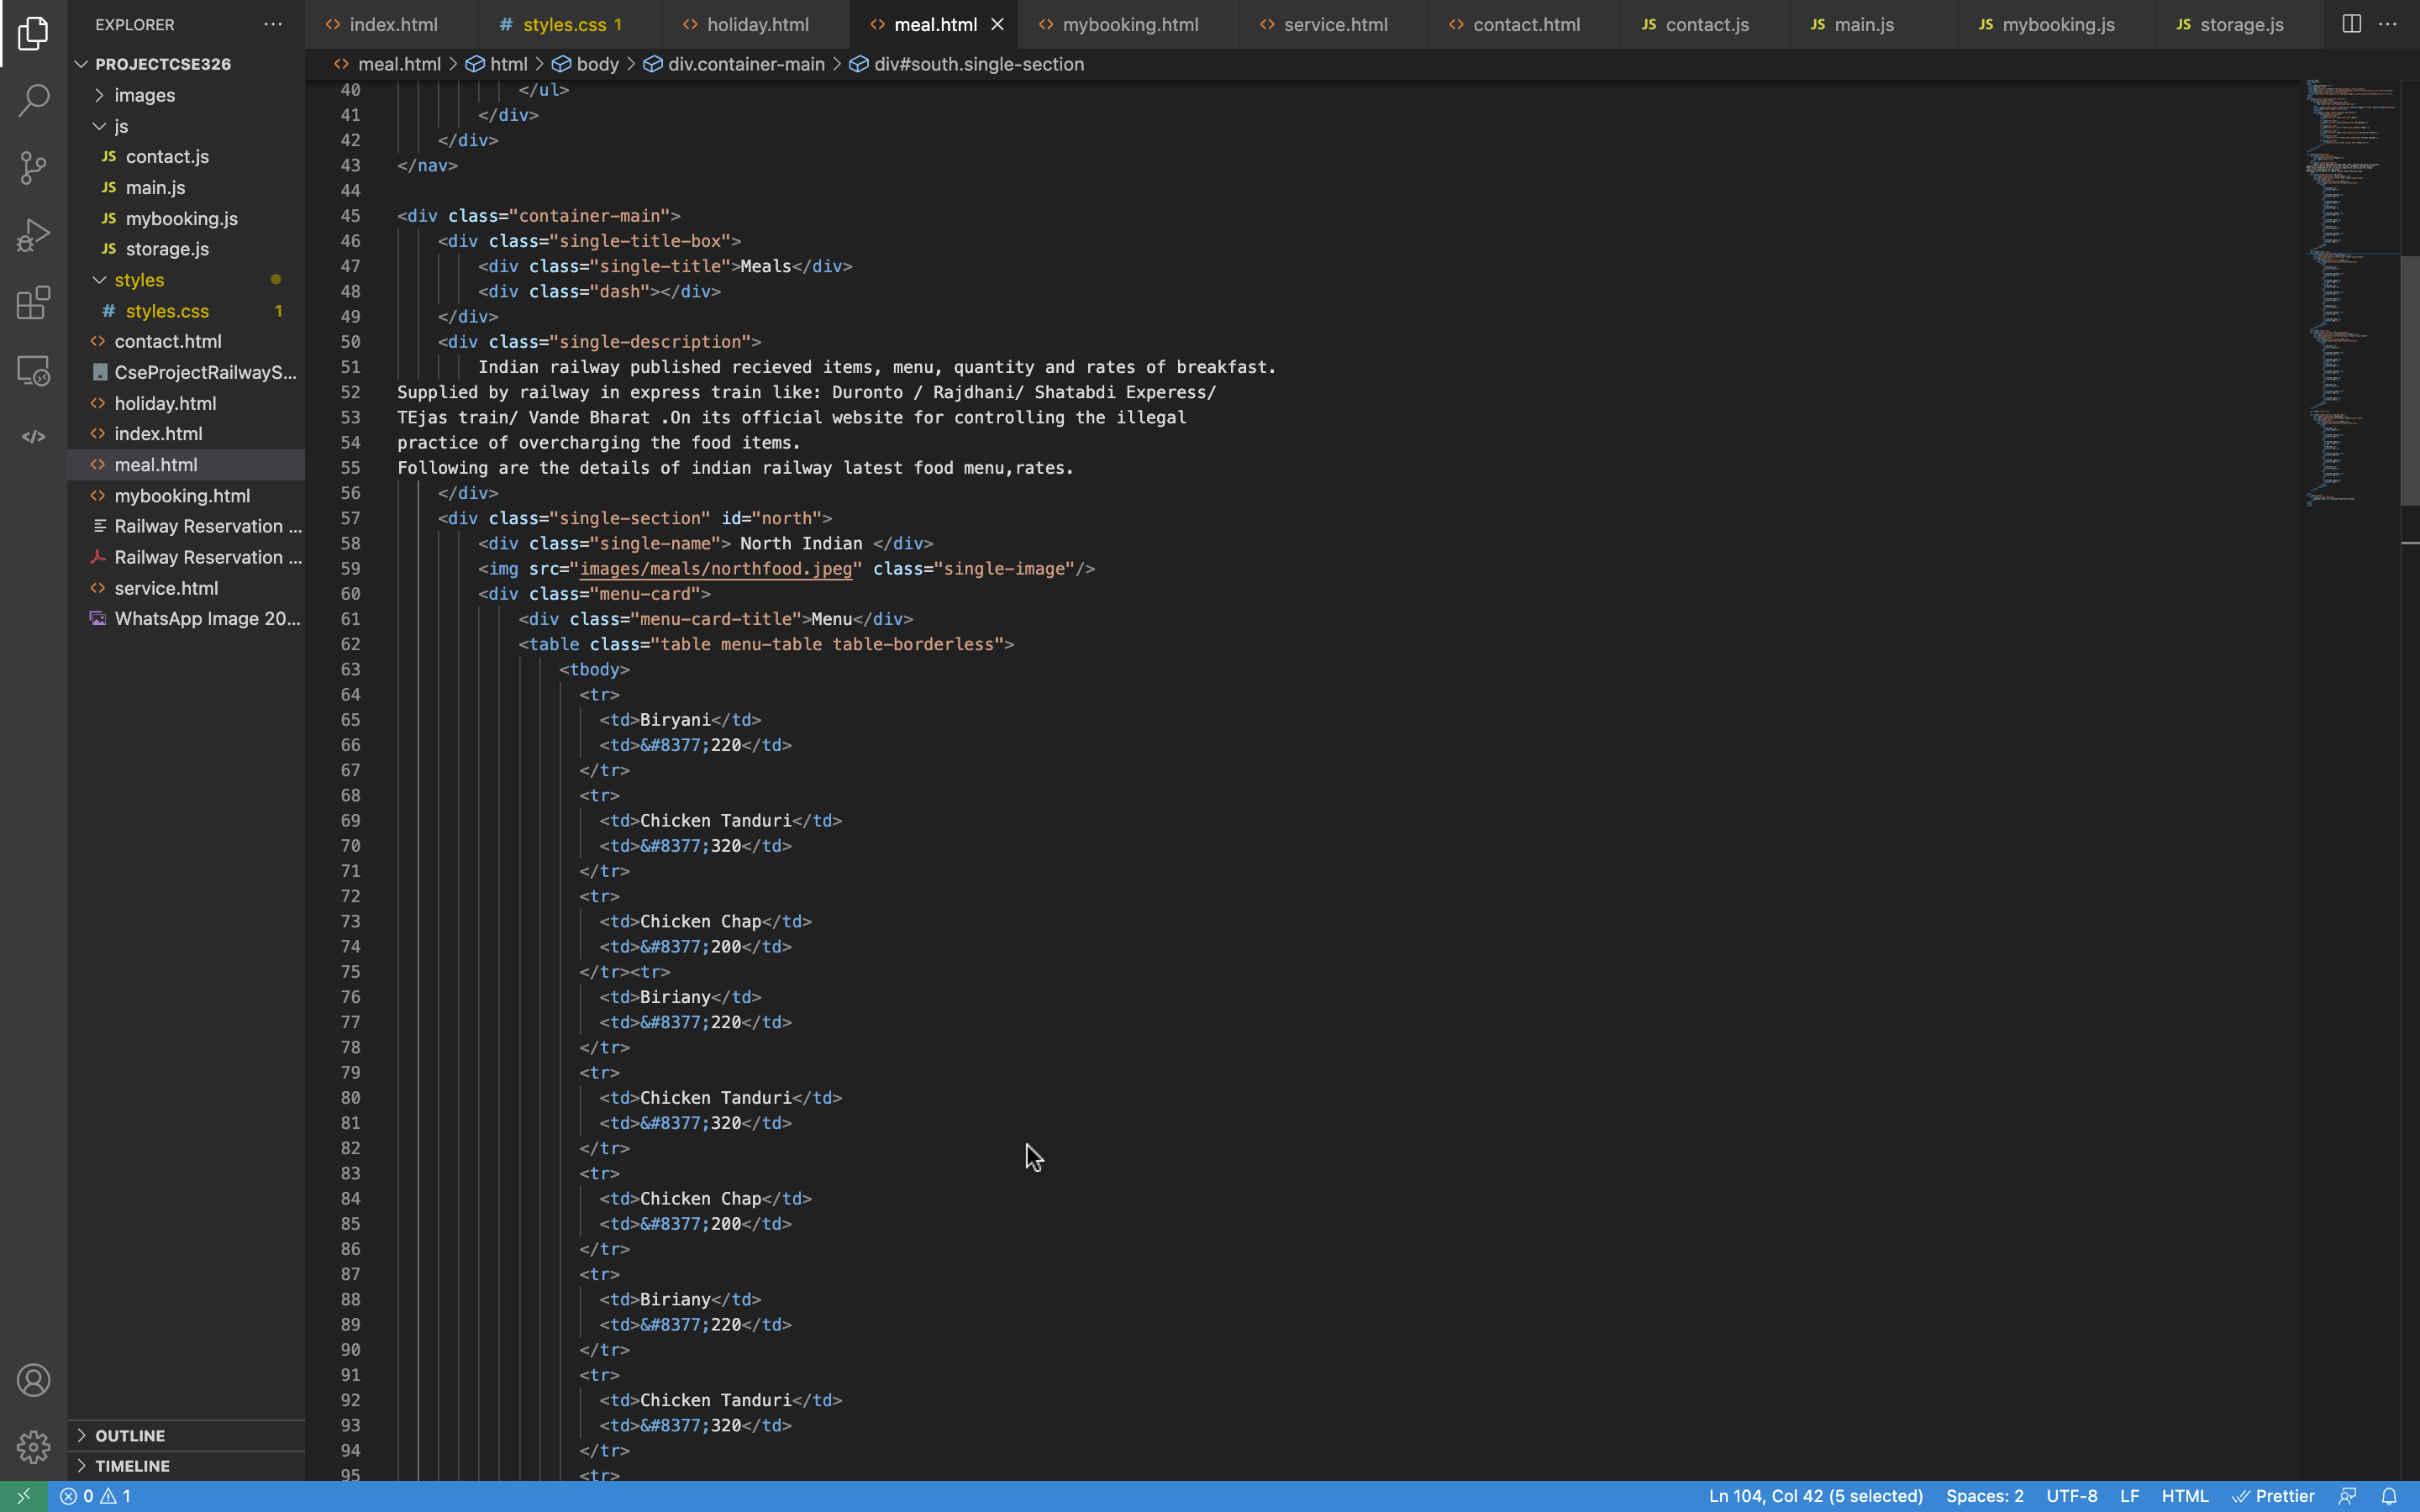 EXPLORER
PROJECTCSE326
images
js
JS contact.js
JS main.js
JS mybooking.js
JS storage.js
styles
# styles.css 1
<> contact.html
CseProjectRailwayS...
<> holiday.html
<> index.html
<> meal.html
<> mybooking.html
Railway Reservation ...
Railway Reservation ...
<> service.html
WhatsApp Image 20...
OUTLINE
TIMELINE
<> index.html # styles.css 1 <> holiday.html <> meal.html <> mybooking.html <> service.html <> contact.html JS contact.js JS main.js JS mybooking.js JS storage.js
<> meal.html > html > body > div.container-main > div#south.single-section
40 </ul>
41 </div>
42 </div>
43 </nav>
44
45 <div class="container-main">
46 <div class="single-title-box">
47 <div class="single-title">Meals</div>
48 <div class="dash"></div>
49 </div>
50 <div class="single-description">
51 Indian railway published recieved items, menu, quantity and rates of breakfast.
52 Supplied by railway in express train like: Duronto / Rajdhani/ Shatabdi Experess/
53 TEjas train/ Vande Bharat .On its official website for controlling the illegal
54 practice of overcharging the food items.
55 Following are the details of indian railway latest food menu,rates.
56 </div>
57 <div class="single-section" id="north">
58 <div class="single-name"> North Indian </div>
59 <img src="images/meals/northfood.jpeg" class="single-image"/>
60 <div class="menu-card">
61 <div class="menu-card-title">Menu</div>
62 <table class="table menu-table table-borderless">
63 <tbody>
64 <tr>
65 <td>Biryani</td>
66 <td>&#8377;220</td>
67 </tr>
68 <tr>
69 <td>Chicken Tanduri</td>
70 <td>&#8377;320</td>
71 </tr>
72 <tr>
73 <td>Chicken Chap</td>
74 <td>&#8377;200</td>
75 </tr><tr>
76 <td>Biriany</td>
77 <td>&#8377;220</td>
78 </tr>
79 <tr>
80 <td>Chicken Tanduri</td>
81 <td>&#8377;320</td>
82 </tr>
83 <tr>
84 <td>Chicken Chap</td>
85 <td>&#8377;200</td>
86 </tr>
87 <tr>
88 <td>Biriany</td>
89 <td>&#8377;220</td>
90 </tr>
91 <tr>
92 <td>Chicken Tanduri</td>
93 <td>&#8377;320</td>
94 </tr>
95 <tr>
0 1 Ln 104, Col 42 (5 selected) Spaces: 2 UTF-8 LF HTML Prettier